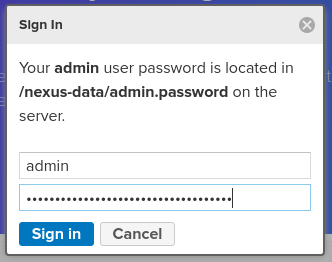 Sign In
Your admin user password is located in
/nexus-data/admin.password on the
server.
admin
••••••••••••••••••••••••••••••••••••
Sign in
Cancel